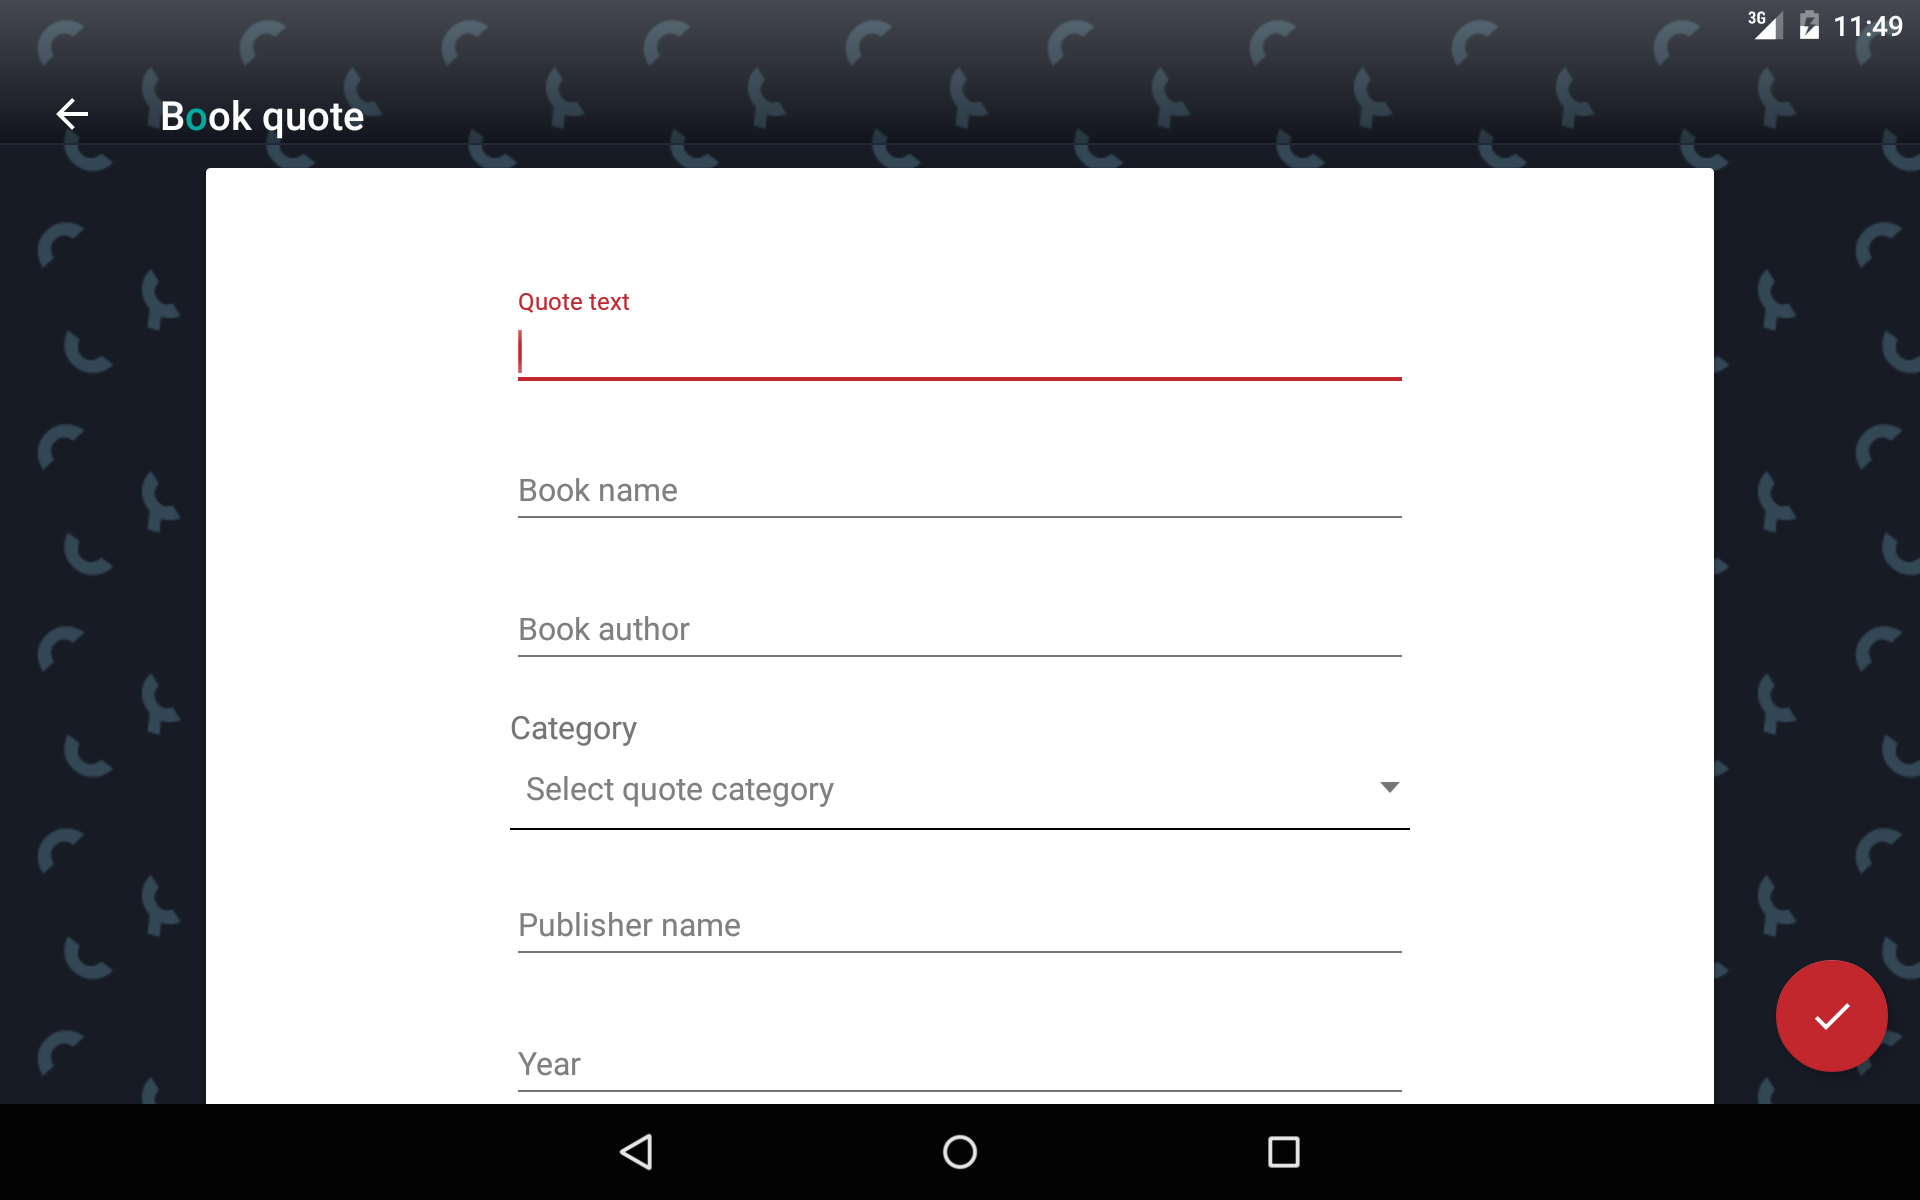 3G
11:49
Book quote
Quote text
Book name
Book author
Category
Select quote category
Publisher name
Year